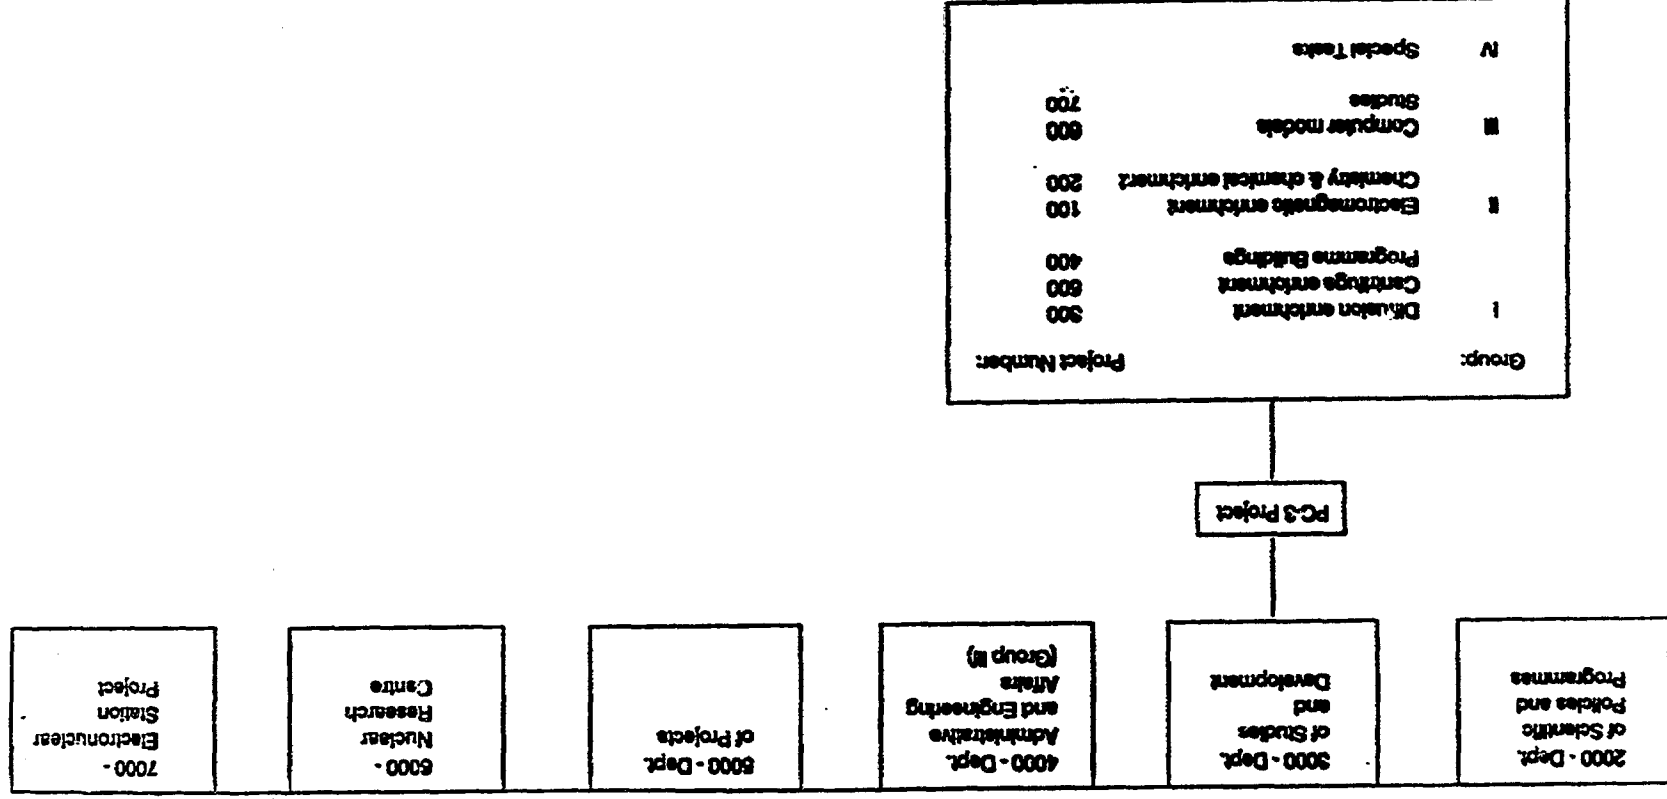 2000 - Dept.
of Scientific
Policies and
Programmes
3000 - Dept.
of Studies
and
Development
4000 - Dept.
Administrative
and Engineering
Affairs
(Group III)
5000 - Dept.
of Projects
6000 -
Nuclear
Research
Centre
7000 -
Electronuclear
Station
Project
PC-3 Project
Group: Project Number:
I Diffusion enrichment 300
Centrifuge enrichment 500
Programme Buildings 400
II Electromagnetic enrichment 100
Chemistry & chemical enrichment 200
III Computer models 600
Studies 700
IV Special Tasks